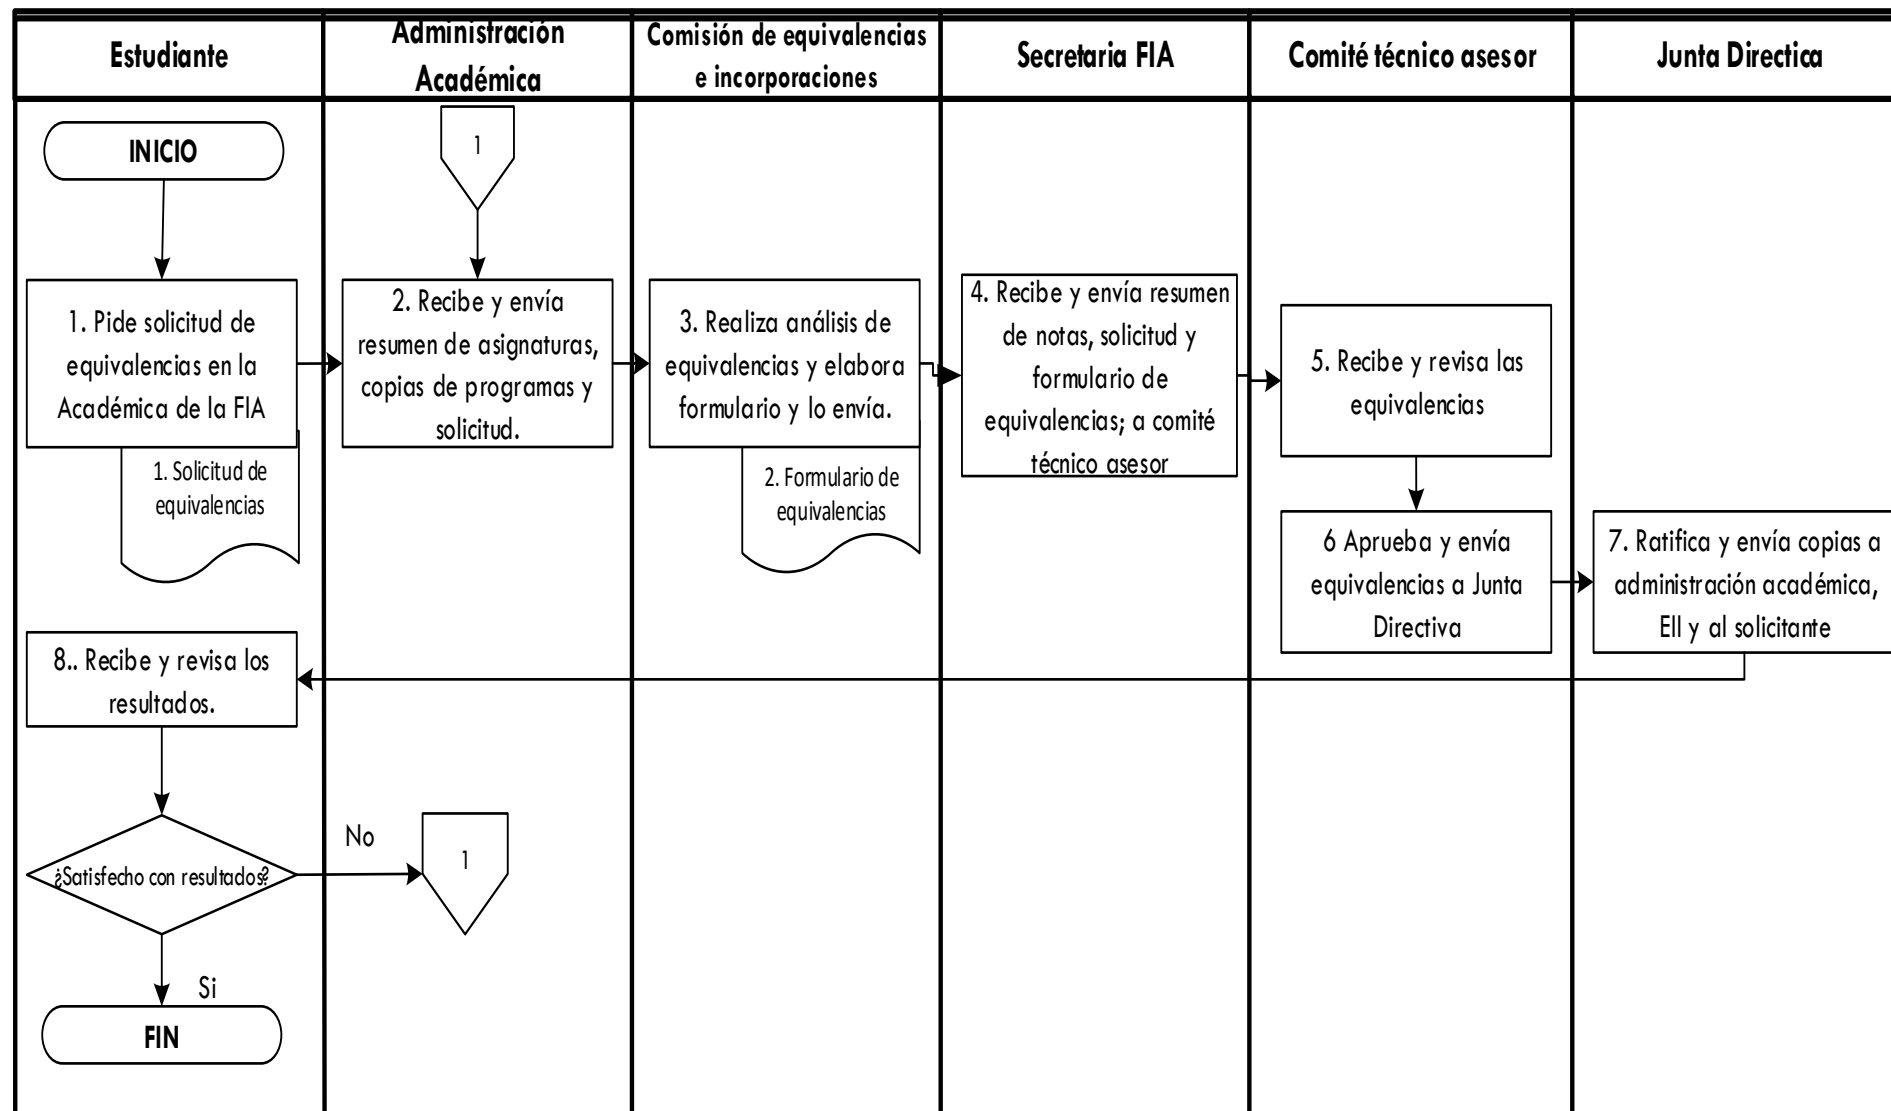 Estudiante
Administración
Académica
Comisión de equivalencias
e incorporaciones
Secretaria FIA
Comité técnico asesor
Junta Directica
INICIO
1
1. Pide solicitud de
equivalencias en la
Académica de la FIA
1. Solicitud de
equivalencias
2. Recibe y envía
resumen de asignaturas,
copias de programas y
solicitud.
3. Realiza análisis de
equivalencias y elabora
formulario y lo envía.
2. Formulario de
equivalencias
4. Recibe y envía resumen
de notas, solicitud y
formulario de
equivalencias; a comité
técnico asesor
5. Recibe y revisa las
equivalencias
6 Aprueba y envía
equivalencias a Junta
Directiva
7. Ratifica y envía copias a
administración académica,
EII y al solicitante
8.. Recibe y revisa los
resultados.
¿Satisfecho con resultados?
No
1
Si
FIN